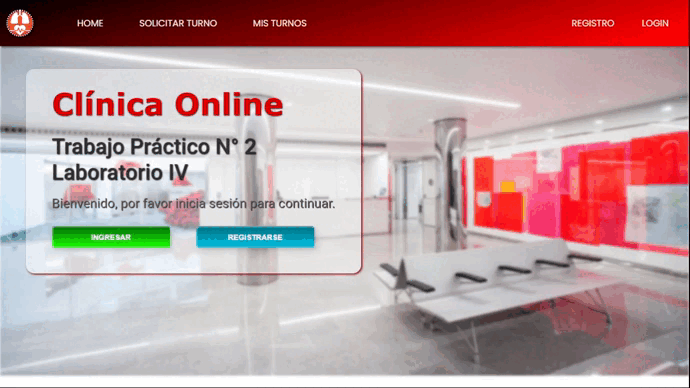 HOME
SOLICITAR TURNO
MIS TURNOS
REGISTRO
LOGIN
Clínica Online
Trabajo Práctico N° 2
Laboratorio IV
Bienvenido, por favor inicia sesión para continuar.
INGRESAR
REGISTRARSE